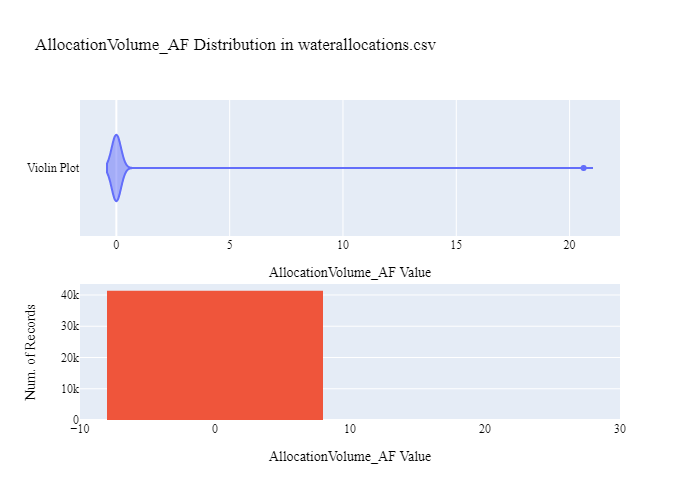 AllocationVolume_AF Distribution in waterallocations.csv
Violin Plot
0 5 10 15 20
AllocationVolume_AF Value
Num. of Records
40k
30k
20k
10k
0
−10 0 10 20 30
AllocationVolume_AF Value